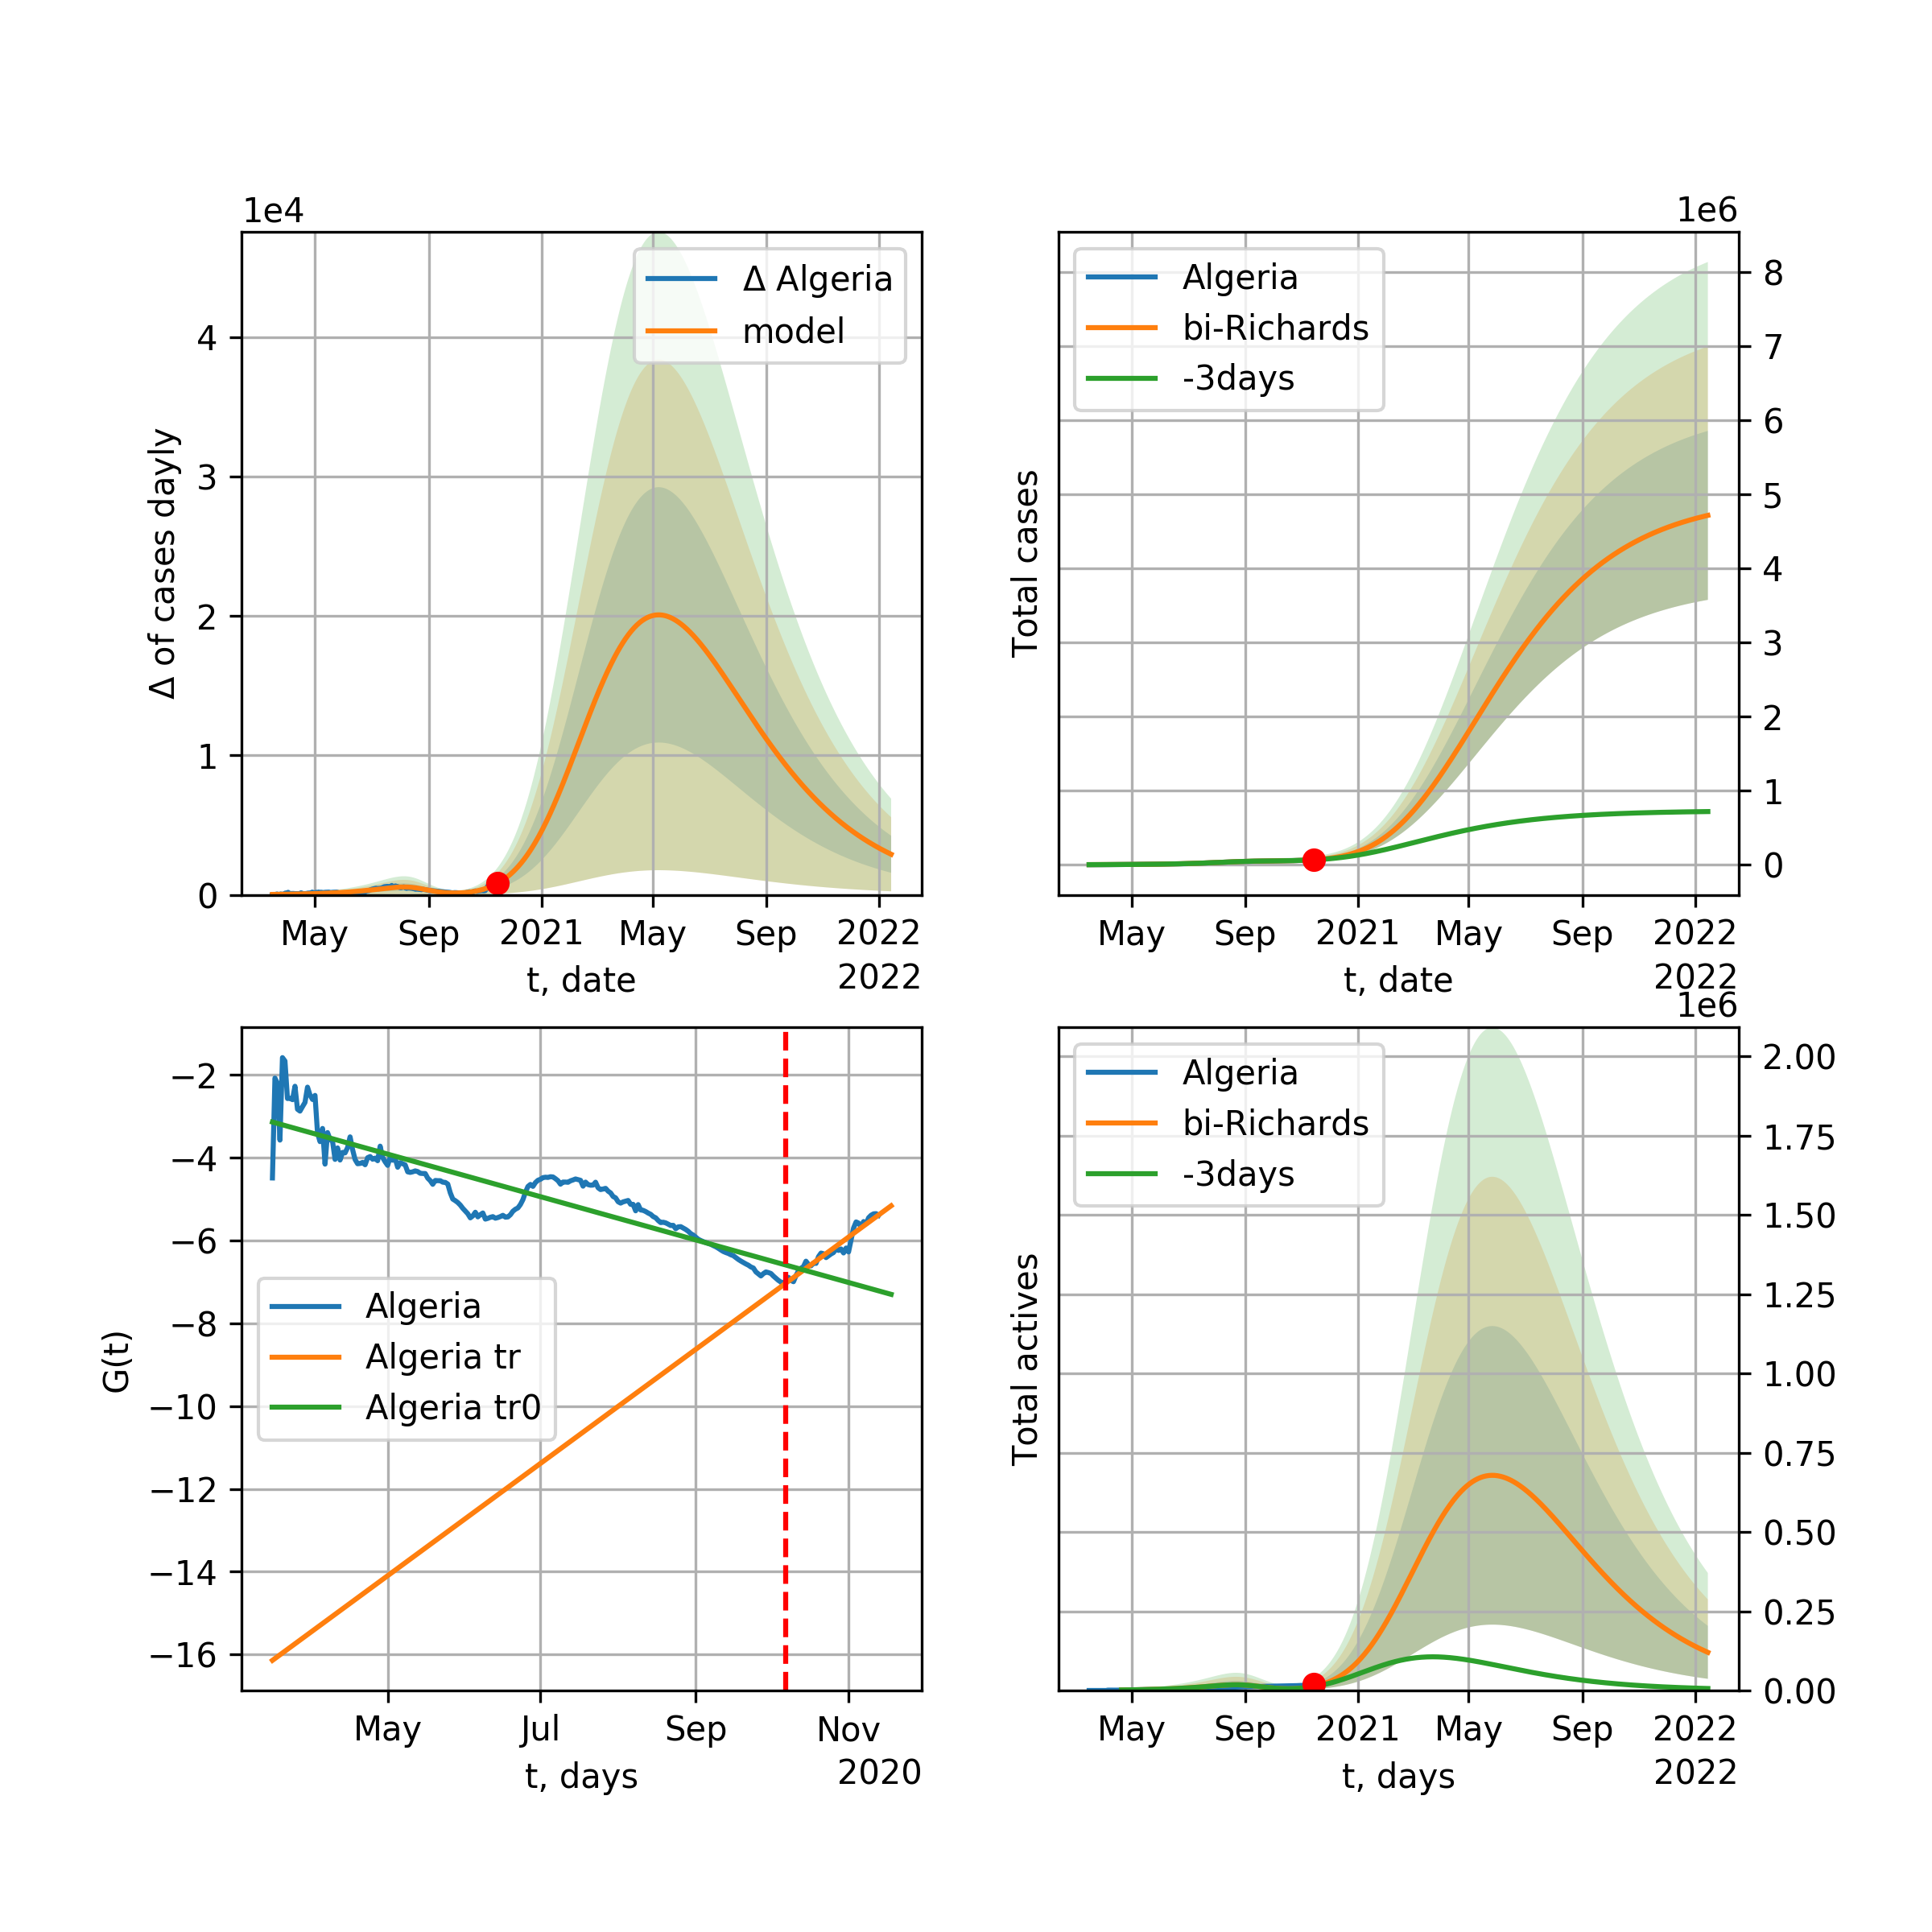 1e4
Δ of cases dayly
4
3
2
1
0
Δ Algeria
model
May Sep 2021 May Sep 2022
t, date 2022
1e6
Total cases
Algeria
bi-Richards
-3days
8
7
6
5
4
3
2
1
0
May Sep 2021 May Sep 2022
t, date 2022
G(t)
−2
−4
−6
−8
−10
−12
−14
−16
Algeria
Algeria tr
Algeria tr0
May Jul Sep Nov
t, days 2020
1e6
Total actives
Algeria
bi-Richards
-3days
2.00
1.75
1.50
1.25
1.00
0.75
0.50
0.25
0.00
May Sep 2021 May Sep 2022
t, days 2022